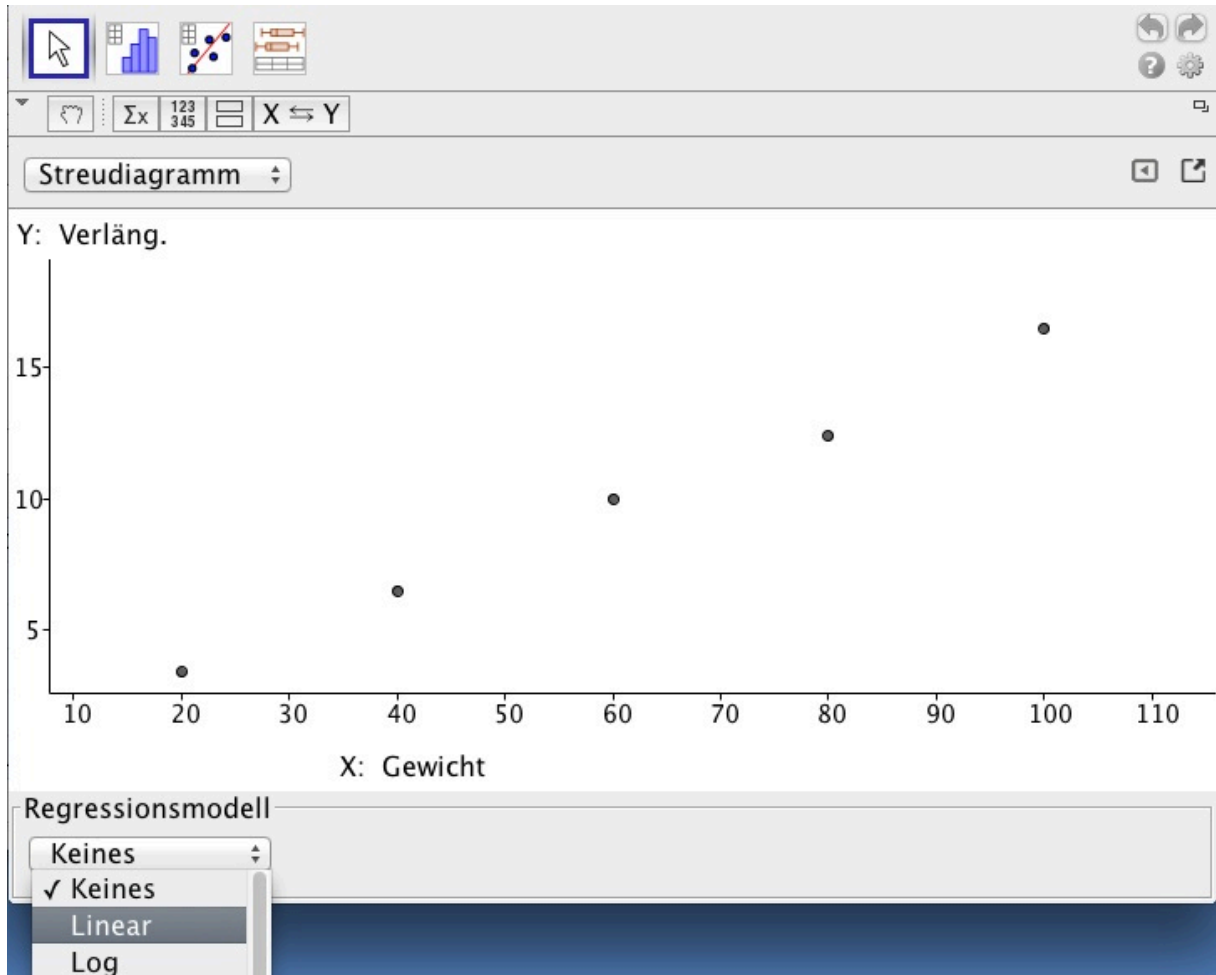 Σx 123 345 X ⇆ Y
Streudiagramm
Y: Verläng.
15
10
5
10 20 30 40 50 60 70 80 90 100 110
X: Gewicht
Regressionsmodell
Keines
✓ Keines
Linear
Log